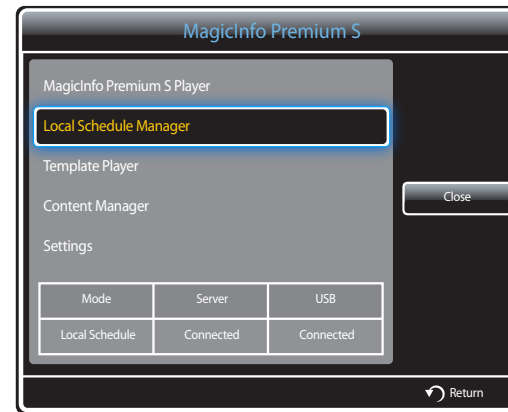 MagicInfo Premium S
MagicInfo Premium S Player
Local Schedule Manager
Template Player
Content Manager
Settings
Close
Mode Server USB
Local Schedule Connected Connected
Return